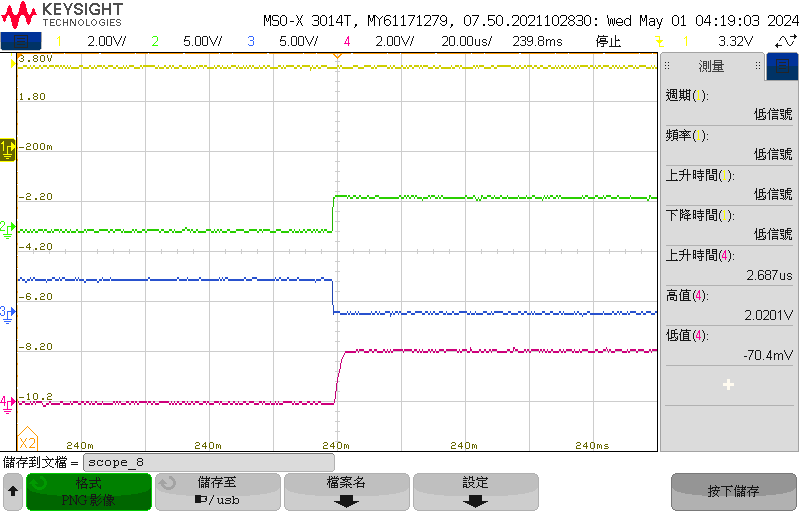 KEYSIGHT
TECHNOLOGIES
MSO-X 3014T, MY61171279, 07.50.2021102830: Wed May 01 04:19:03 2024
1 2.00V/ 2 5.00V/ 3 5.00V/ 4 2.00V/ 20.00us/ 239.8ms 停止 1 3.32V
3.80V
1.80
-200m
-2.20
-4.20
-6.20
-8.20
-10.2
1
2
3
4
X2
240m 240m 240m 240m 240ms
測量
週期(1):
低信號
頻率(1):
低信號
上升時間(1):
低信號
下降時間(1):
低信號
上升時間(4):
2.687us
高值(4):
2.0201V
低值(4):
-70.4mV
儲存到文檔 = scope_8
格式
PNG 影像
儲存至
/usb
檔案名
設定
按下儲存